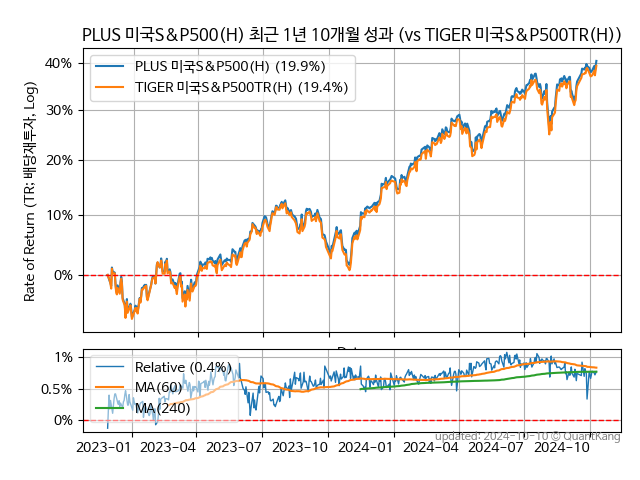 PLUS 미국S&P500(H) 최근 1년 10개월 성과 (vs TIGER 미국S&P500TR(H))
PLUS 미국S&P500(H) (19.9%)
TIGER 미국S&P500TR(H) (19.4%)
Rate of Return (TR: 배당재투자, Log)
40%
30%
20%
10%
0%
Relative (0.4%)
MA(60)
MA(240)
1%
0.5%
0%
2023-01
2023-04
2023-07
2023-10
2024-01
2024-04
2024-07
2024-10
updated: 2024-10-10 © QuantKang